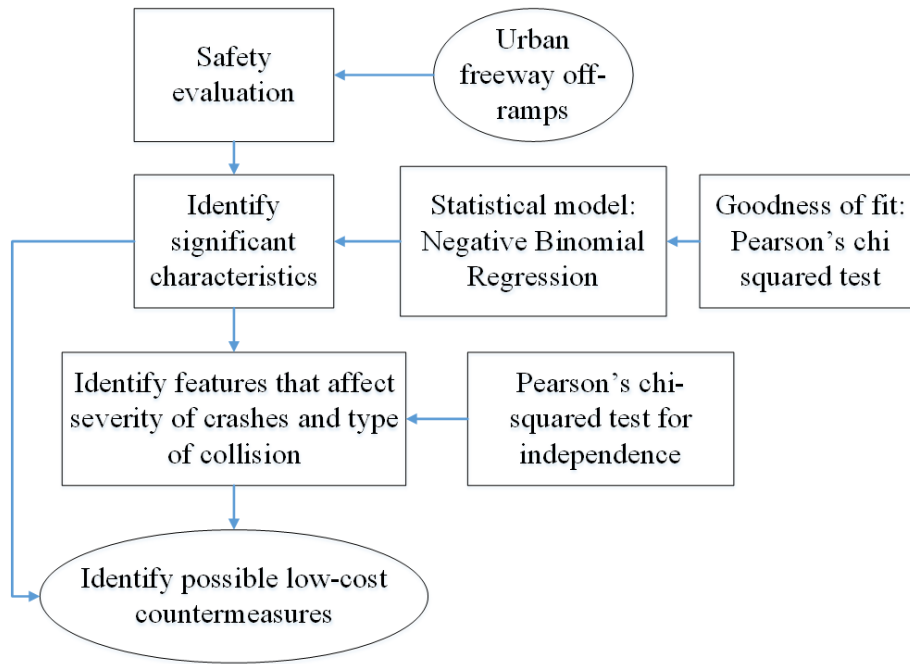 Safety
evaluation
Urban
freeway off-
ramps
Identify
significant
characteristics
Statistical model:
Negative Binomial
Regression
Goodness of fit:
Pearson’s chi
squared test
Identify features that affect
severity of crashes and type
of collision
Pearson’s chi-
squared test for
independence
Identify possible low-cost
countermeasures